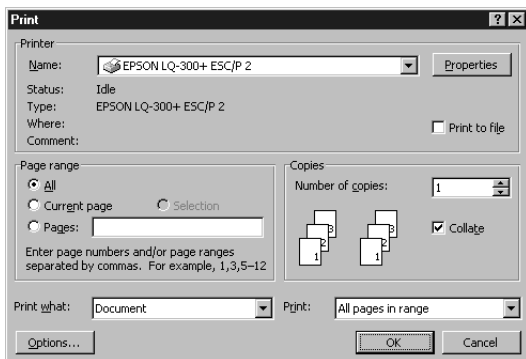 Print
Printer
Name: EPSON LQ-300+ ESC/P 2 Properties
Status: Idle
Type: EPSON LQ-300+ ESC/P 2
Where:
Comment:
Print to file
Page range
All
Current page Selection
Pages:
Enter page numbers and/or page ranges
separated by commas. For example, 1,3,5–12
Copies
Number of copies: 1
1 2 3 1 2 3
Collate
Print what: Document
Print: All pages in range
Options... OK Cancel